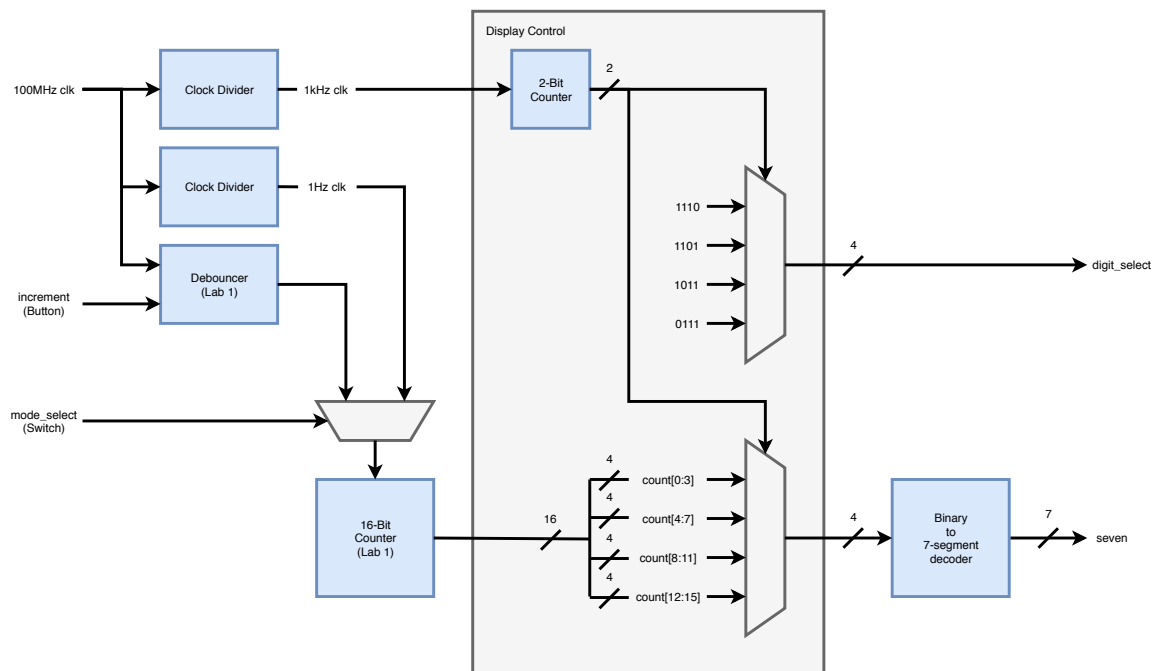 Display Control
100MHz clk
Clock Divider
1kHz clk
2-Bit
Counter
2
Clock Divider
1Hz clk
1110
1101
1011
0111
4
digit_select
Debouncer
(Lab 1)
increment
(Button)
mode_select
(Switch)
16-Bit
Counter
(Lab 1)
16
4
count[0:3]
4
count[4:7]
4
count[8:11]
4
count[12:15]
4
Binary
to
7-segment
decoder
7
seven